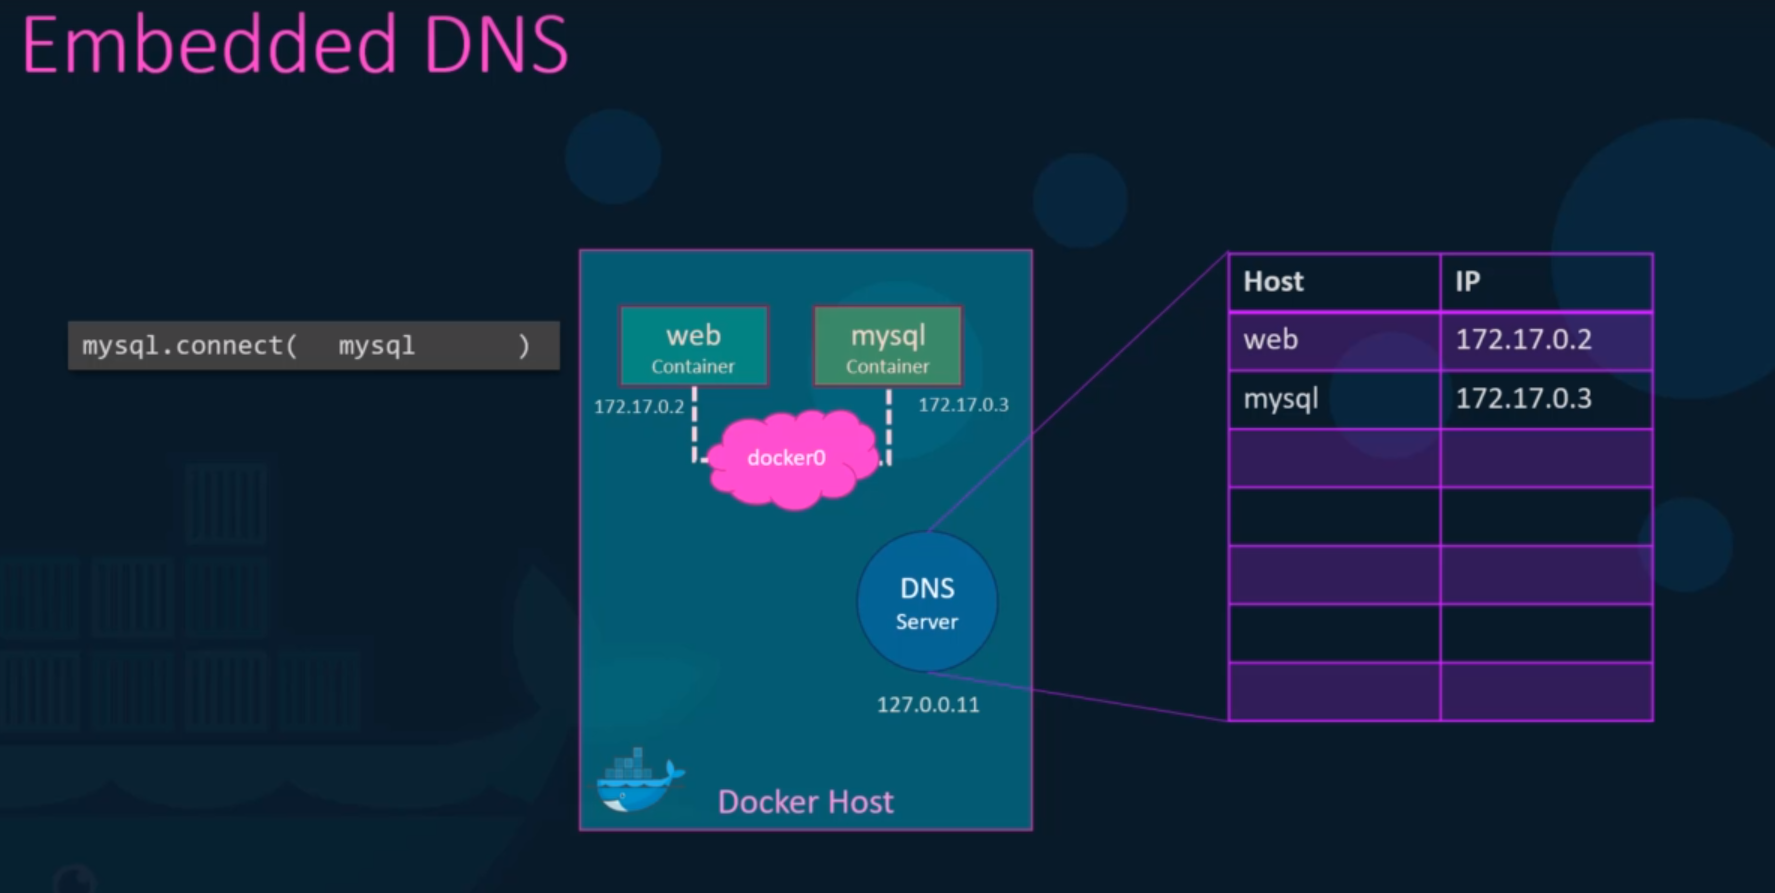 Embedded DNS
mysql.connect( mysql )
web
Container
mysql
Container
172.17.0.2
172.17.0.3
docker0
DNS
Server
127.0.0.11
Docker Host
Host IP
web 172.17.0.2
mysql 172.17.0.3